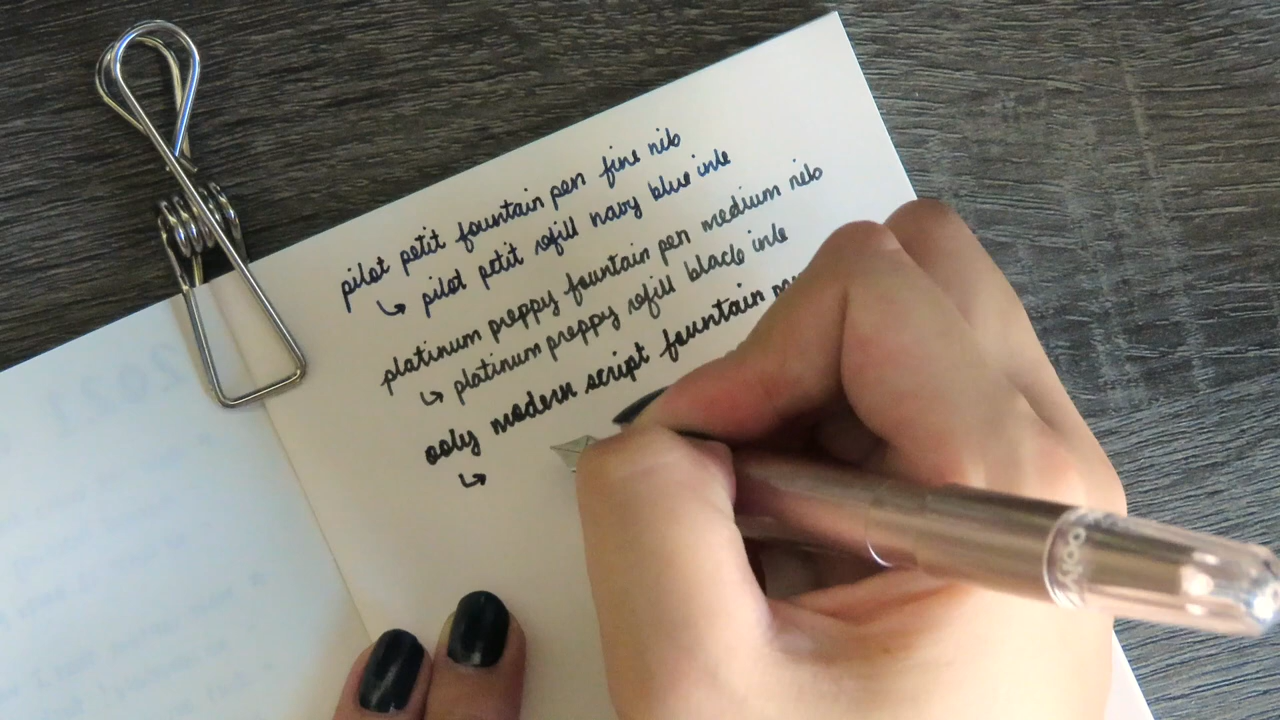 pilot petit fountain pen fine nib
↳ pilot petit refill navy blue ink
platinum preppy fountain pen medium nib
↳ platinum preppy refill black ink
ooly modern script fountain
↳
ooly